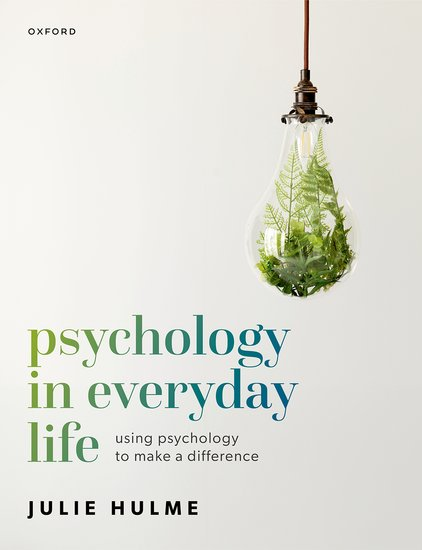 OXFORD
psychology
in everyday
life
using psychology
to make a difference
JULIE HULME